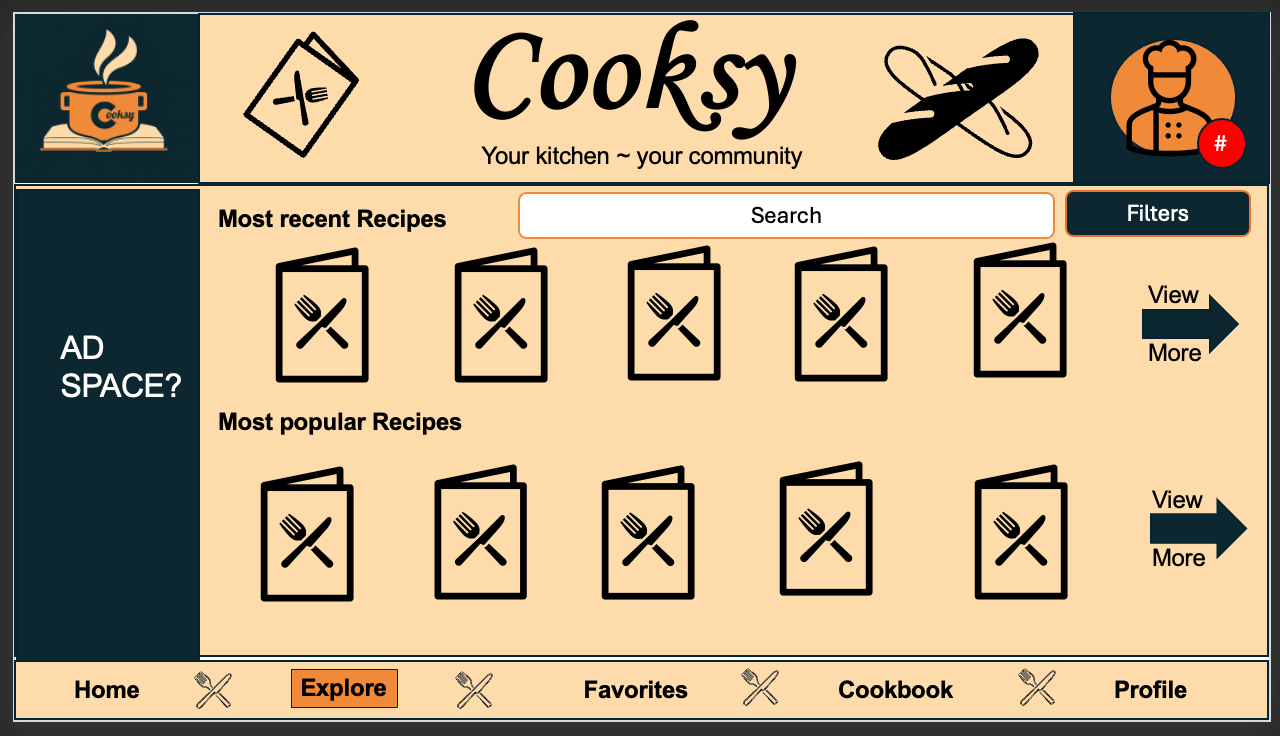 Cooksy
Cooksy
Your kitchen ~ your community
#
Most recent Recipes
Search
Filters
AD
SPACE?
View
More
Most popular Recipes
View
More
Home
Explore
Favorites
Cookbook
Profile